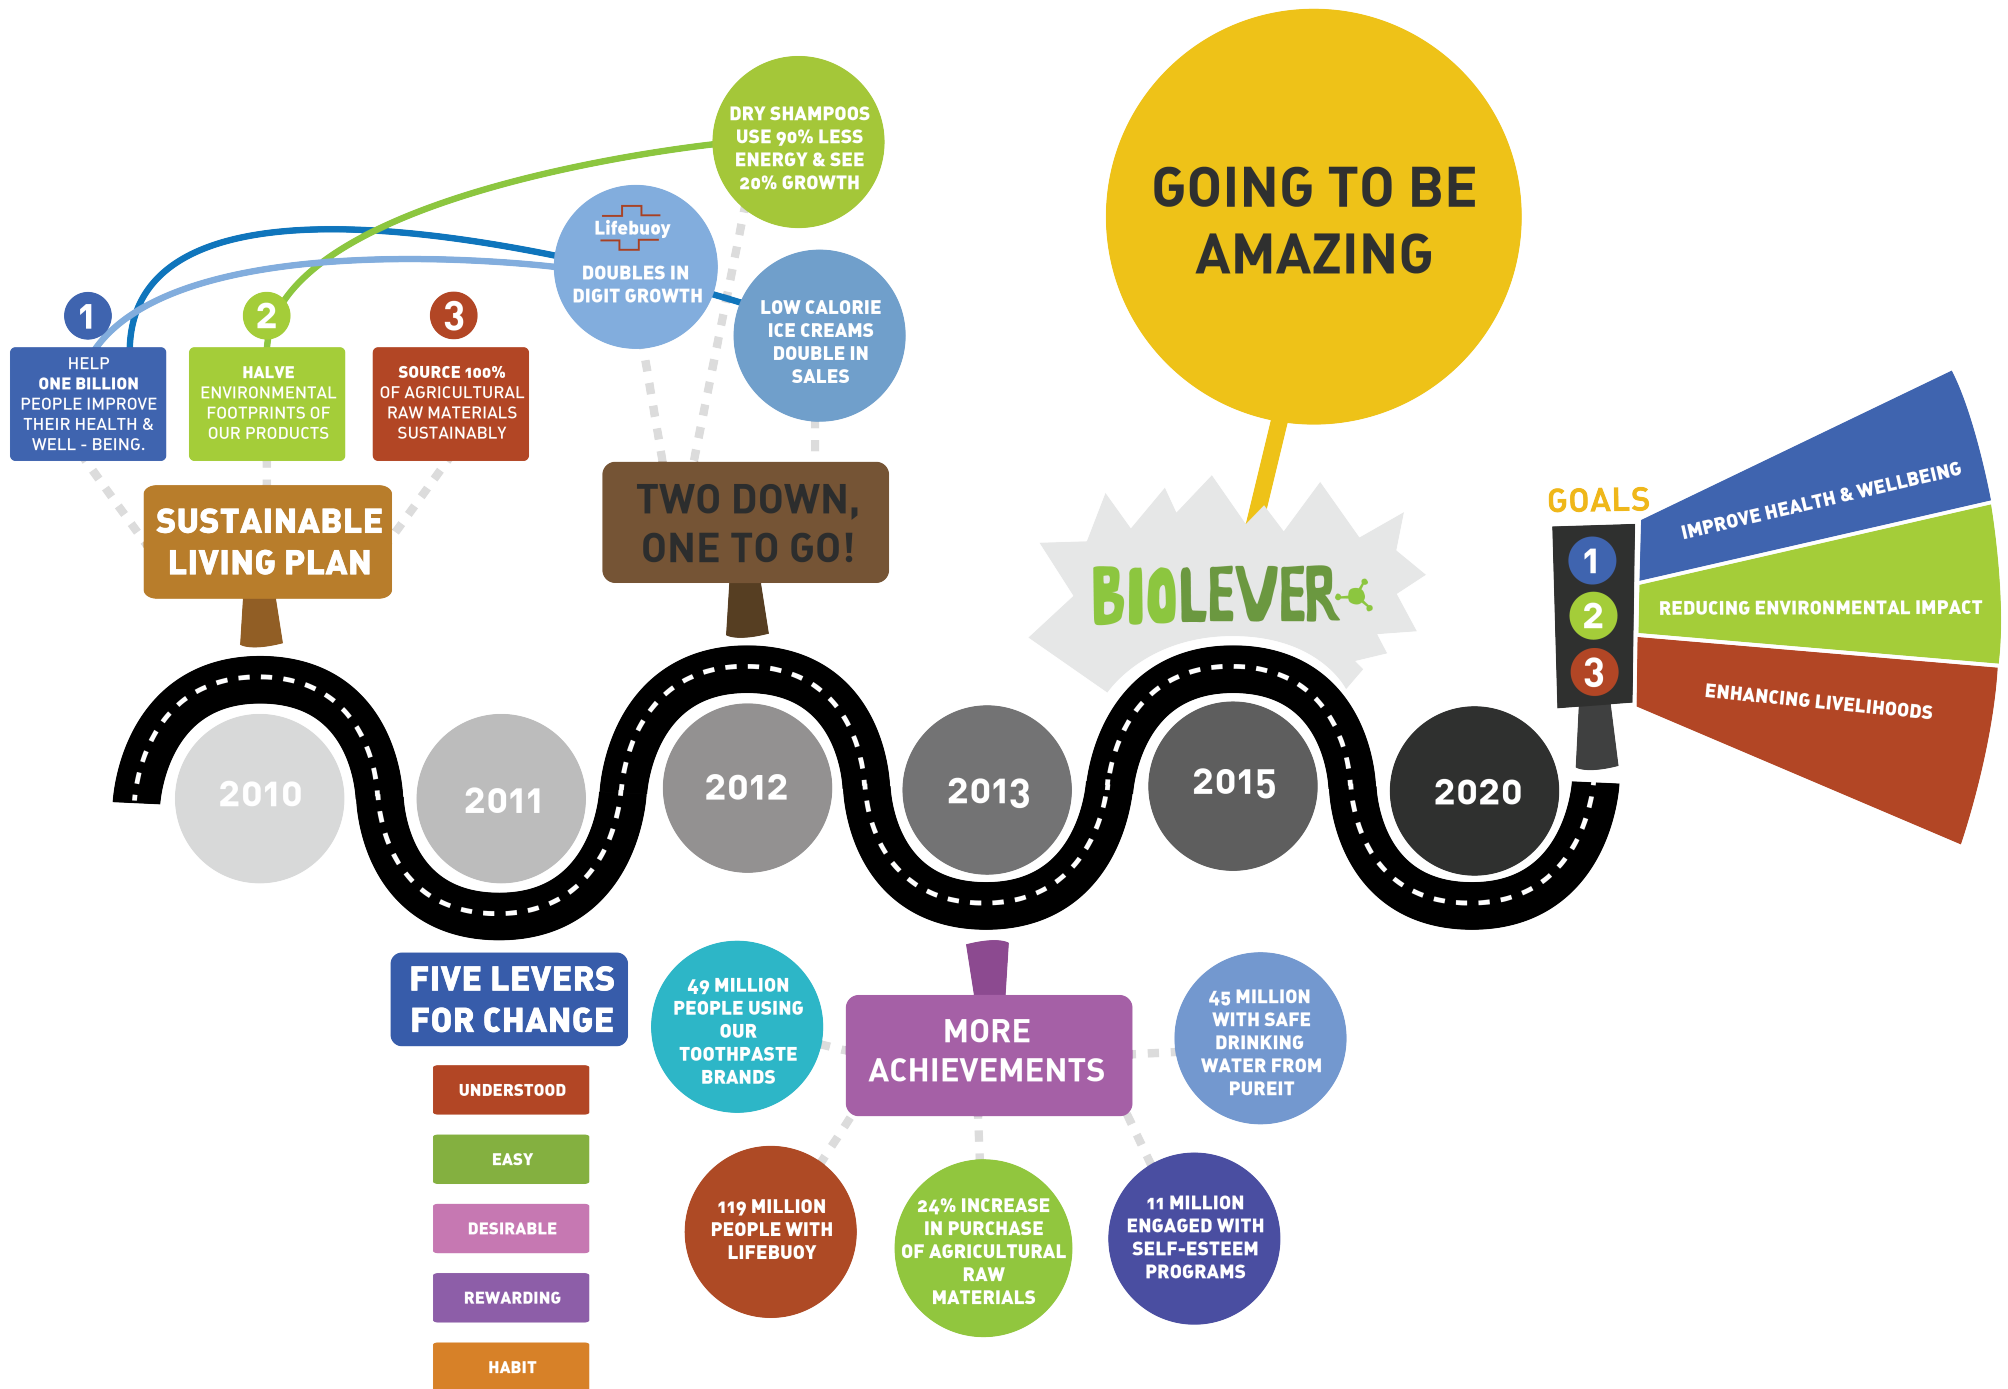 DRY SHAMPOOS
USE 90% LESS
ENERGY & SEE
20% GROWTH
Lifebuoy
DOUBLES IN
DIGIT GROWTH
LOW CALORIE
ICE CREAMS
DOUBLE IN
SALES
GOING TO BE
AMAZING
1
HELP
ONE BILLION
PEOPLE IMPROVE
THEIR HEALTH &
WELL - BEING.
2
HALVE
ENVIRONMENTAL
FOOTPRINTS OF
OUR PRODUCTS
3
SOURCE 100%
OF AGRICULTURAL
RAW MATERIALS
SUSTAINABLY
SUSTAINABLE
LIVING PLAN
TWO DOWN,
ONE TO GO!
BIOLEVER
GOALS
1
2
3
IMPROVE HEALTH & WELLBEING
REDUCING ENVIRONMENTAL IMPACT
ENHANCING LIVELIHOODS
2010
2011
2012
2013
2015
2020
FIVE LEVERS
FOR CHANGE
UNDERSTOOD
EASY
DESIRABLE
REWARDING
HABIT
49 MILLION
PEOPLE USING
OUR
TOOTHPASTE
BRANDS
MORE
ACHIEVEMENTS
45 MILLION
WITH SAFE
DRINKING
WATER FROM
PUREIT
119 MILLION
PEOPLE WITH
LIFEBUOY
24% INCREASE
IN PURCHASE
OF AGRICULTURAL
RAW
MATERIALS
11 MILLION
ENGAGED WITH
SELF-ESTEEM
PROGRAMS